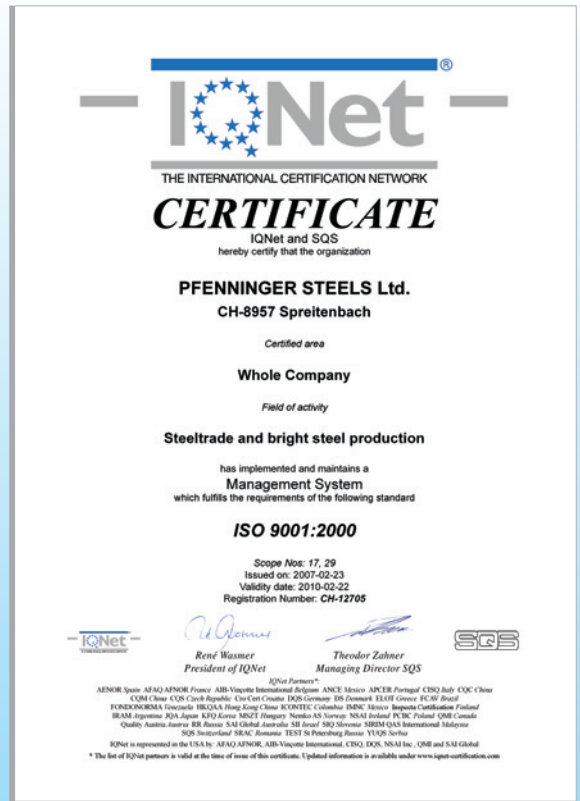 IQNet ®
THE INTERNATIONAL CERTIFICATION NETWORK
CERTIFICATE
IQNet and SQS
hereby certify that the organization
PFENNINGER STEELS Ltd.
CH-8957 Spreitenbach
Certified area
Whole Company
Field of activity
Steeltrade and bright steel production
has implemented and maintains a
Management System
which fulfills the requirements of the following standard
ISO 9001:2000
Scope Nos: 17, 29
Issued on: 2007-02-23
Validity date: 2010-02-22
Registration Number: CH-12705
IQNet
SQS
René Wasmer
President of IQNet
Theodor Zahner
Managing Director SQS
IQNet Partners*:
AENOR Spain AFAQ AFNOR France AIB-Vinçotte International Belgium ANCE Mexico APCER Portugal CISQ Italy CQC China
CQM China CQS Czech Republic Cro Cert Croatia DQS Germany DS Denmark ELOT Greece FCAV Brazil
FONDONORMA Venezuela HKQAA Hong Kong China ICONTEC Colombia IMNC Mexico Inspecta Certification Finland
IRAM Argentina JQA Japan KFQ Korea MSZT Hungary Nemko AS Norway NSAI Ireland PCBC Poland QMI Canada
Quality Austria Austria RR Russia SAI Global Australia SII Israel SIQ Slovenia SIRIM QAS International Malaysia
SQS Switzerland SRAC Romania TEST St Petersburg Russia YUQS Serbia
IQNet is represented in the USA by: AFAQ AFNOR, AIB-Vinçotte International, CISQ, DQS, NSAI Inc., QMI and SAI Global
* The list of IQNet partners is valid at the time of issue of this certificate. Updated information is available under www.iqnet-certification.com